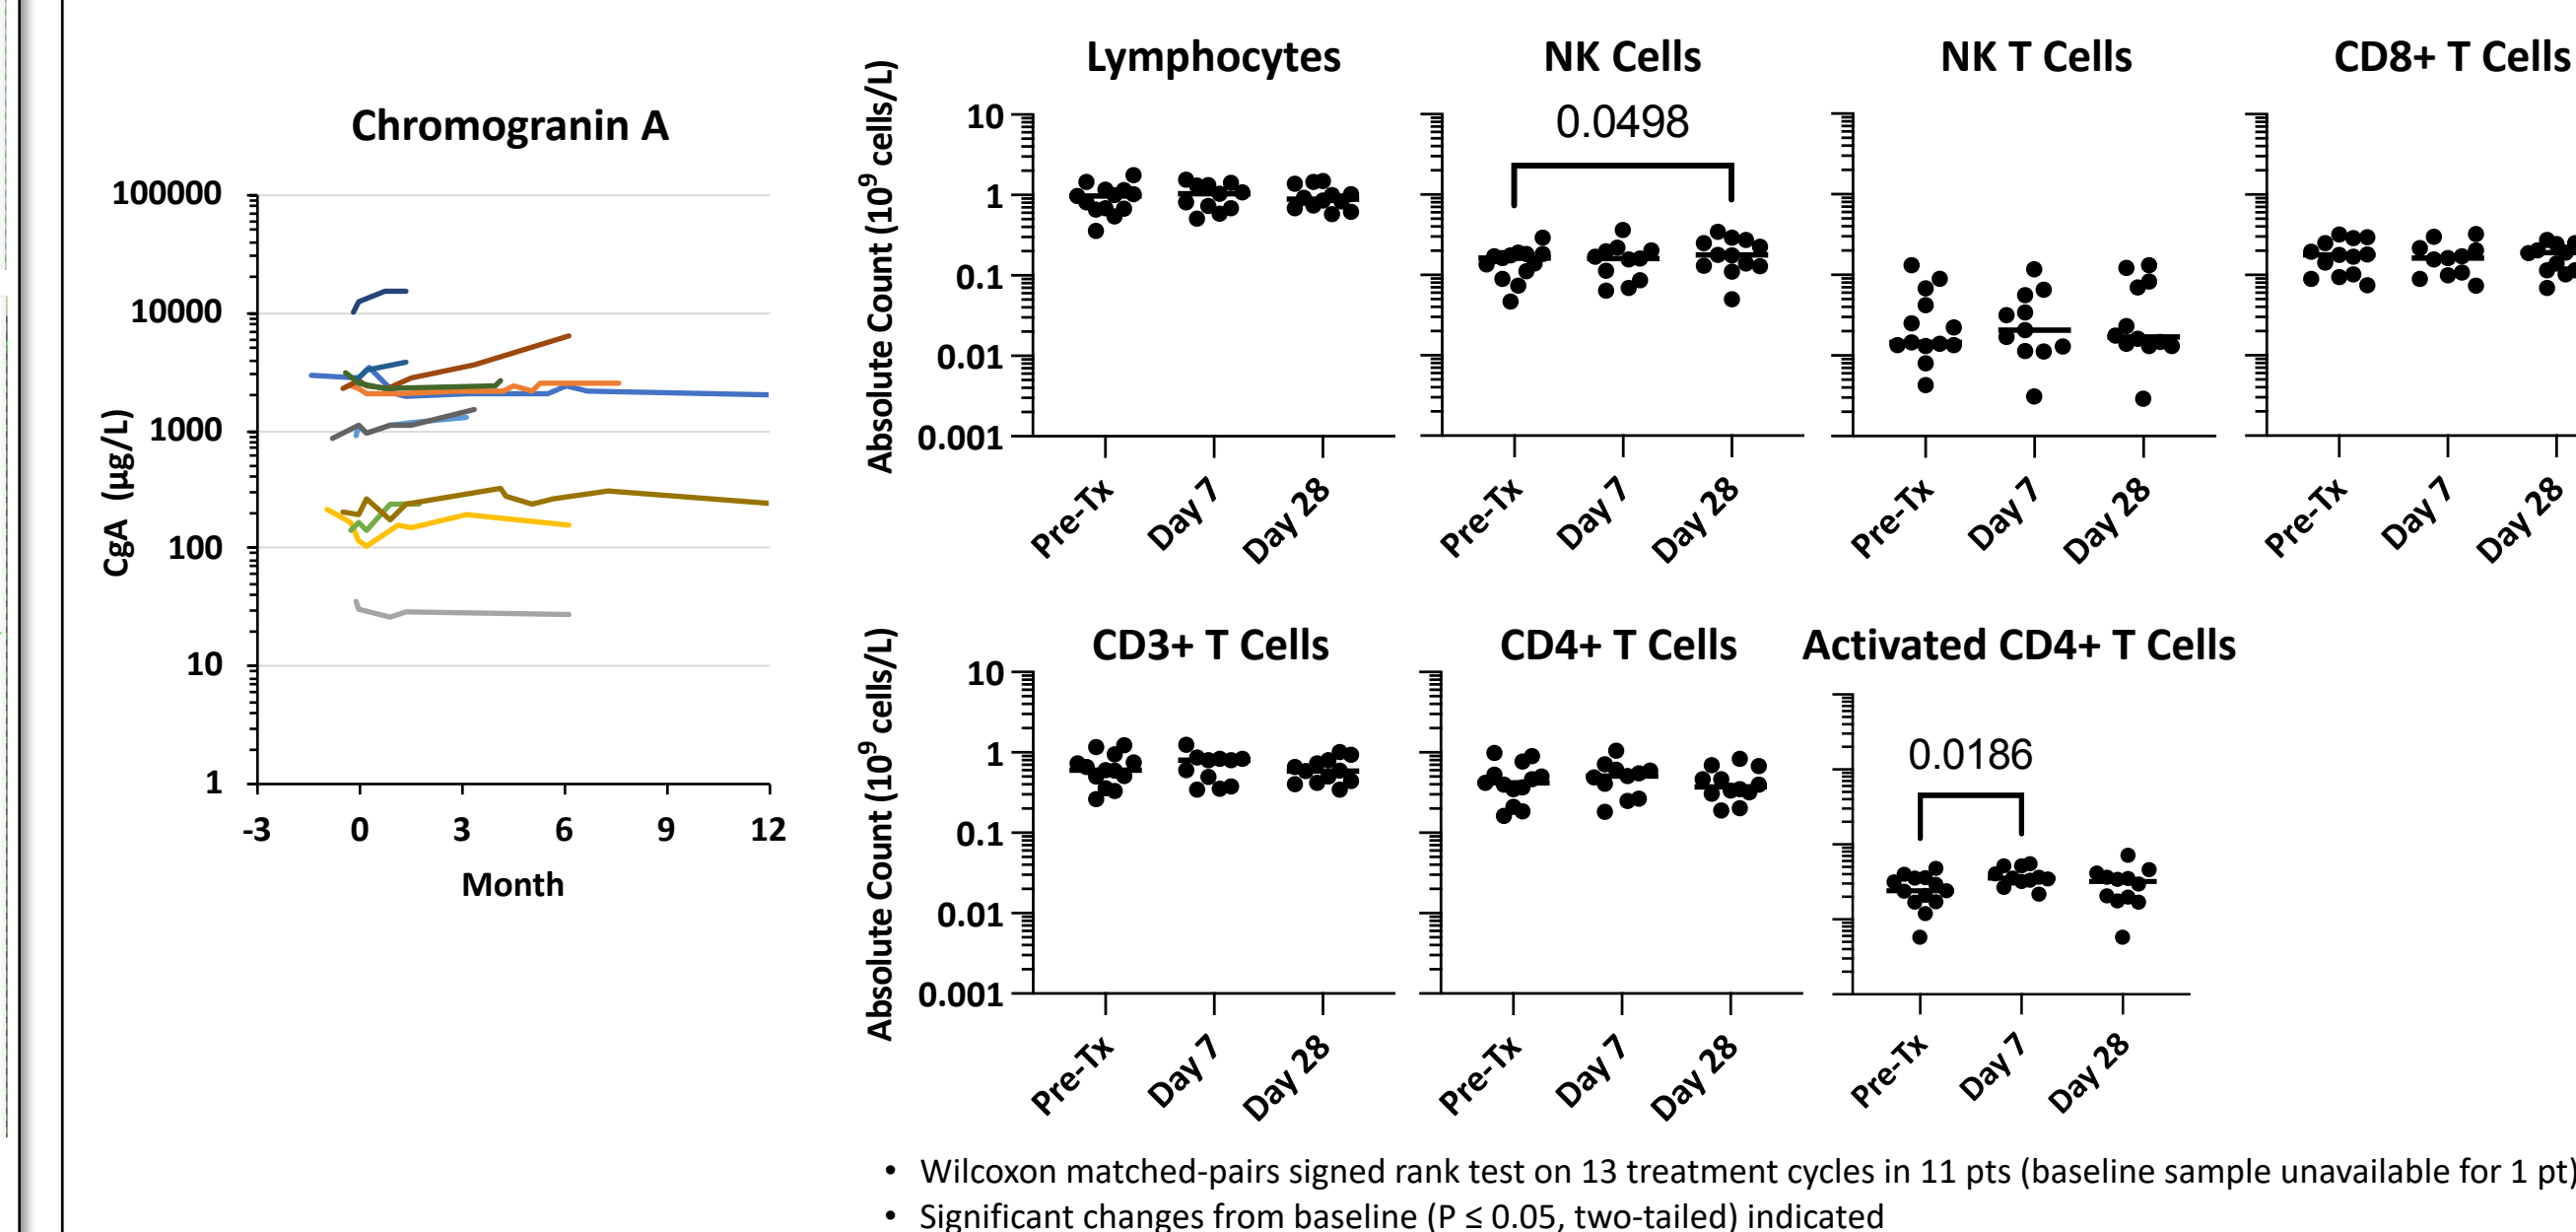 Chromogranin A
CgA (µg/L)
100000
10000
1000
100
10
1
-3 0 3 6 9 12
Month
Lymphocytes
NK Cells
NK T Cells
CD8+ T Cells
Absolute Count (10⁹ cells/L)
10
1
0.1
0.01
0.001
0.0498
Pre-Tx Day 7 Day 28
Pre-Tx Day 7 Day 28
Pre-Tx Day 7 Day 28
Pre-Tx Day 7 Day 28
CD3+ T Cells
CD4+ T Cells
Activated CD4+ T Cells
Absolute Count (10⁹ cells/L)
10
1
0.1
0.01
0.001
0.0186
Pre-Tx Day 7 Day 28
Pre-Tx Day 7 Day 28
Pre-Tx Day 7 Day 28
• Wilcoxon matched-pairs signed rank test on 13 treatment cycles in 11 pts (baseline sample unavailable for 1 pt)
• Significant changes from baseline (P ≤ 0.05, two-tailed) indicated